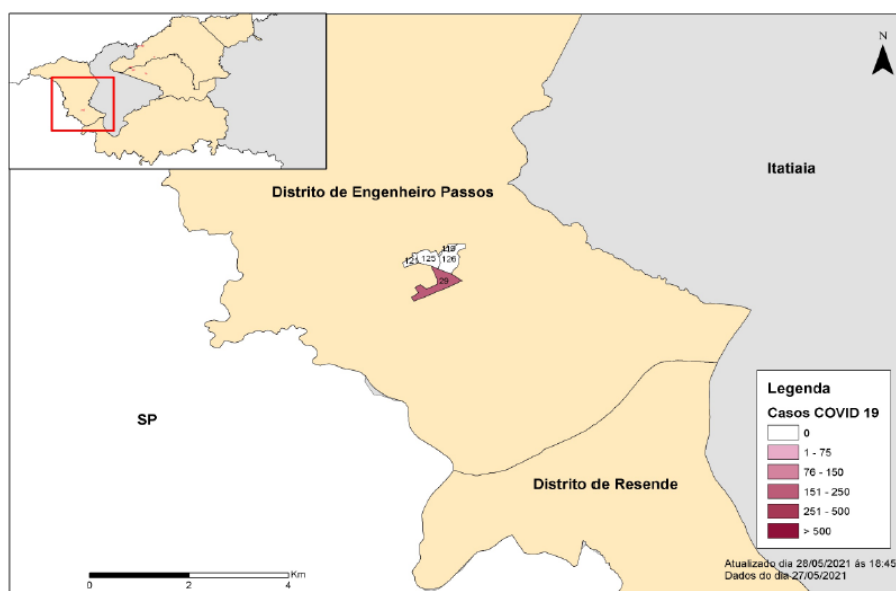 N
Itatiaia
Distrito de Engenheiro Passos
125
126
29
SP
Legenda
Casos COVID 19
0
1 - 75
76 - 150
151 - 250
251 - 500
> 500
Distrito de Resende
Km
0 2 4
Atualizado dia 28/05/2021 ás 18:45
Dados do dia 27/05/2021